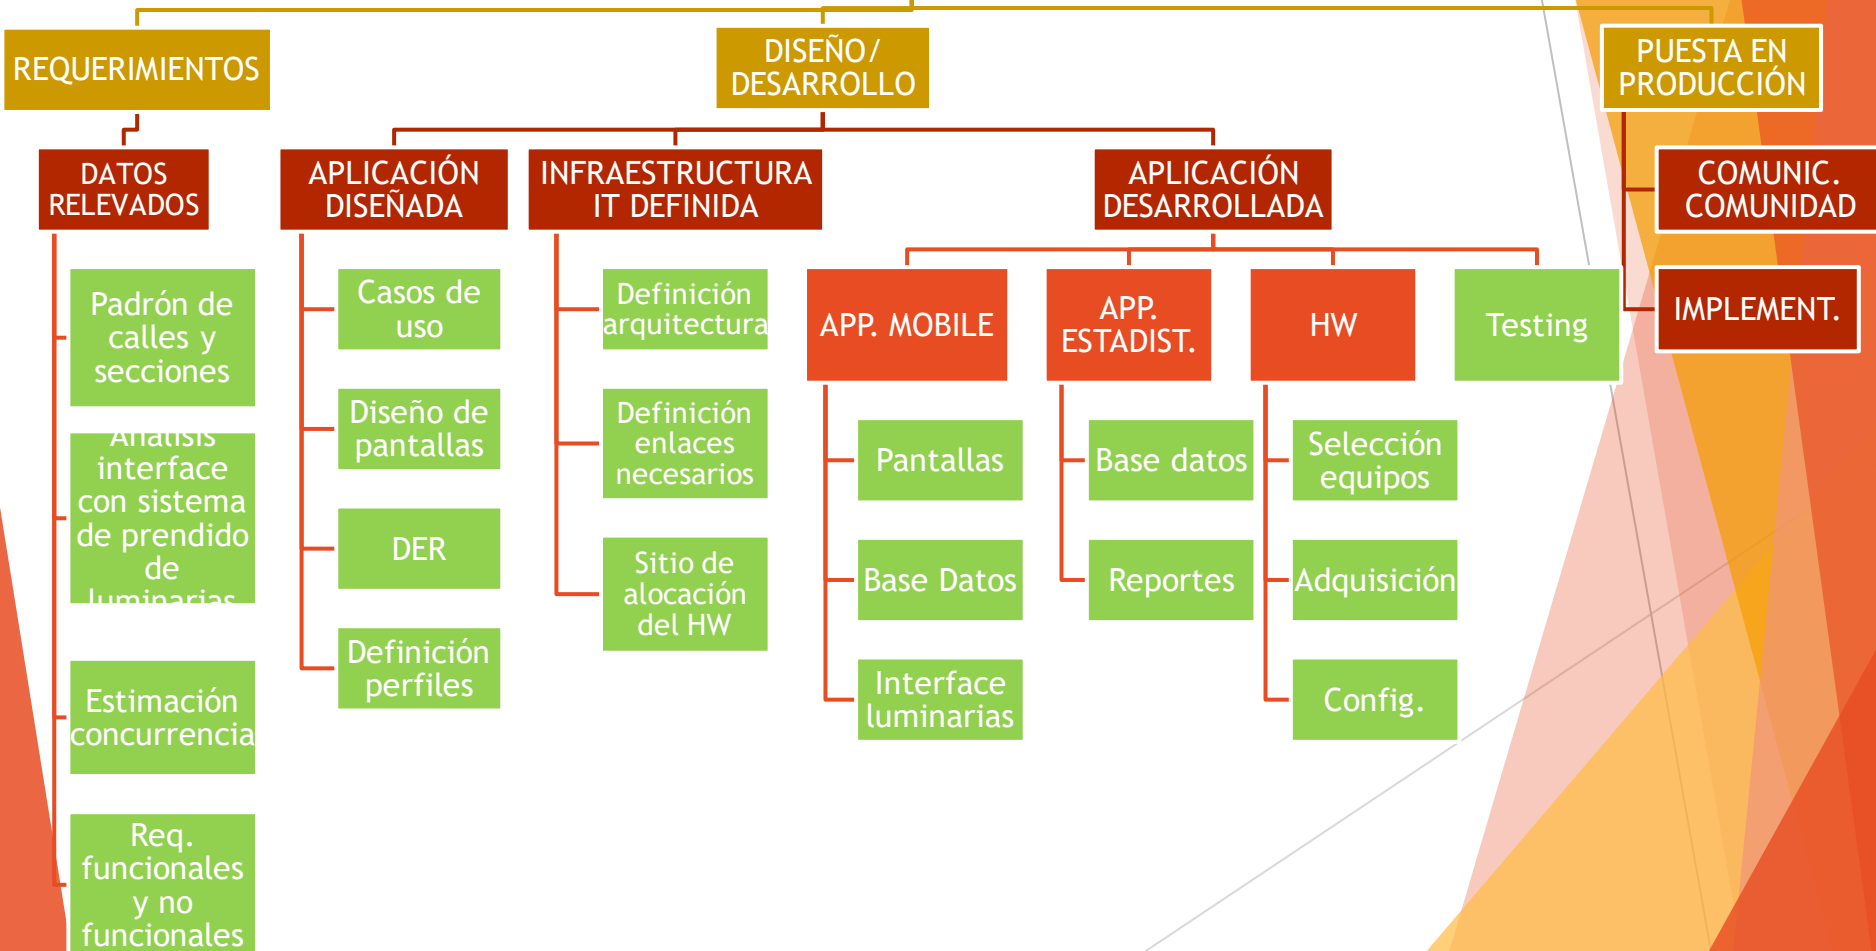 REQUERIMIENTOS
DISEÑO/
DESARROLLO
PUESTA EN
PRODUCCIÓN
DATOS
RELEVADOS
APLICACIÓN
DISEÑADA
INFRAESTRUCTURA
IT DEFINIDA
APLICACIÓN
DESARROLLADA
COMUNIC.
COMUNIDAD
IMPLEMENT.
Padrón de
calles y
secciones
Análisis
interface
con sistema
de prendido
de
luminarias
Estimación
concurrencia
Req.
funcionales
y no
funcionales
Casos de
uso
Diseño de
pantallas
DER
Definición
perfiles
Definición
arquitectura
Definición
enlaces
necesarios
Sitio de
alocación
del HW
APP. MOBILE
Pantallas
Base Datos
Interface
luminarias
APP.
ESTADIST.
Base datos
Reportes
HW
Selección
equipos
Adquisición
Config.
Testing